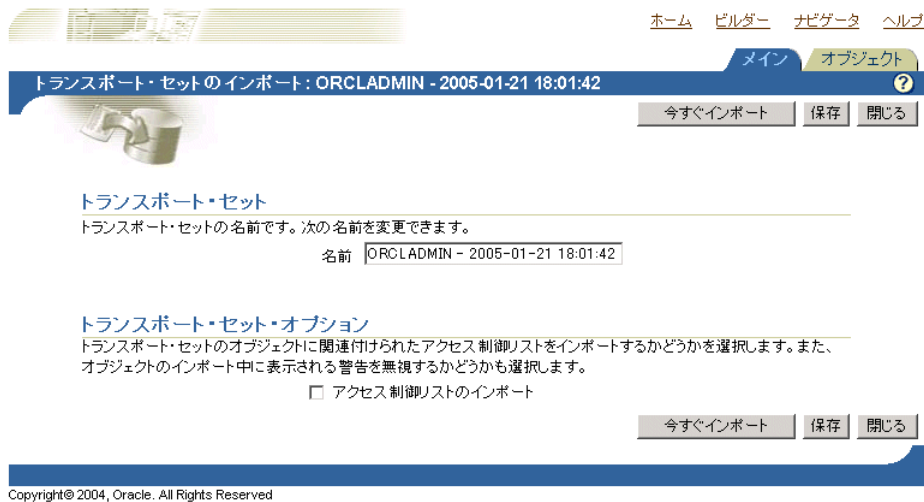 ホーム ビルダー ナビゲータ ヘルプ
メイン オブジェクト
トランスポート・セットのインポート: ORCLADMIN - 2005-01-21 18:01:42 ?
今すぐインポート 保存 閉じる
トランスポート・セット
トランスポート・セットの名前です。次の名前を変更できます。
名前 ORCLADMIN - 2005-01-21 18:01:42
トランスポート・セット・オプション
トランスポート・セットのオブジェクトに関連付けられたアクセス制御リストをインポートするかどうかを選択します。また、
オブジェクトのインポート中に表示される警告を無視するかどうかも選択します。
アクセス制御リストのインポート
今すぐインポート 保存 閉じる
Copyright© 2004, Oracle. All Rights Reserved